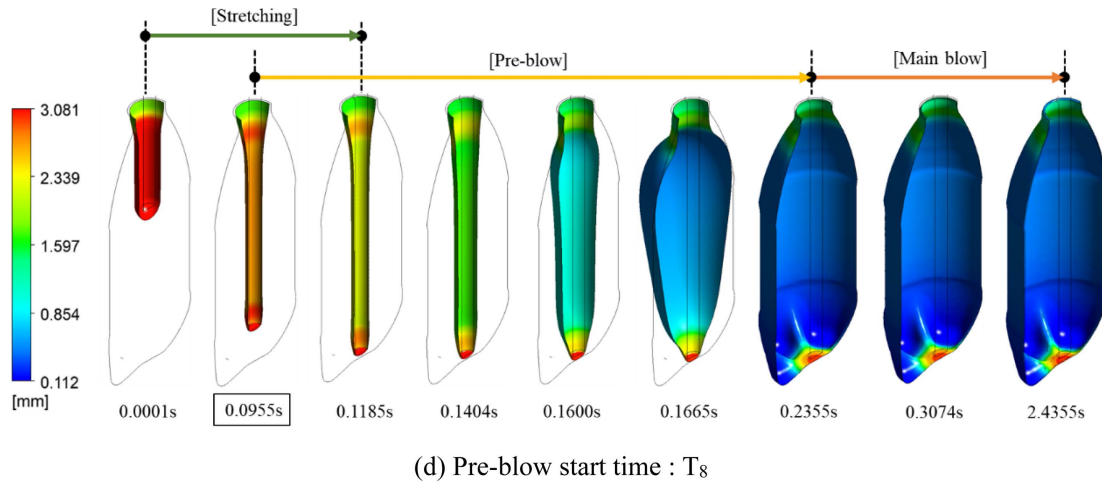 [Stretching]
[Pre-blow]
[Main blow]
3.081
2.339
1.597
0.854
0.112
[mm]
0.0001s
0.0955s
0.1185s
0.1404s
0.1600s
0.1665s
0.2355s
0.3074s
2.4355s
(d) Pre-blow start time : T₈